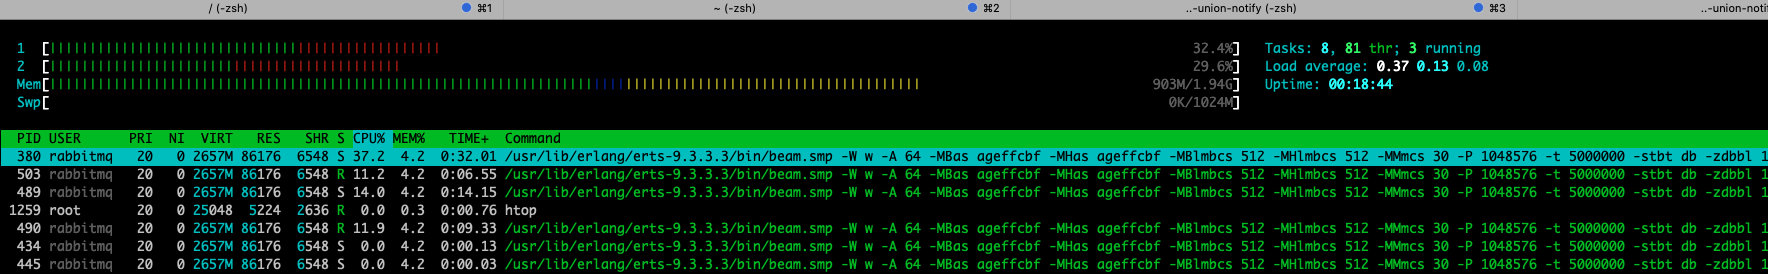 / (-zsh) ⌘1 ~ (-zsh) ⌘2 ..-union-notify (-zsh) ⌘3 ..-union-notif
1 [||||||||||||||||||||||||||||||||||||||||||||||||| 32.4%] Tasks: 8, 81 thr; 3 running
2 [|||||||||||||||||||||||||||||||||||||||||||| 29.6%] Load average: 0.37 0.13 0.08
Mem[|||||||||||||||||||||||||||||||||||||||||||||||||||||||||||||||||||||||||||||||||||||||||||||||||||||||||||||| 903M/1.94G] Uptime: 00:18:44
Swp[ 0K/1024M]
PID USER PRI NI VIRT RES SHR S CPU% MEM% TIME+ Command
380 rabbitmq 20 0 2657M 86176 6548 S 37.2 4.2 0:32.01 /usr/lib/erlang/erts-9.3.3.3/bin/beam.smp -W w -A 64 -MBas ageffcbf -MHas ageffcbf -MBlmbcs 512 -MHlmbcs 512 -MMmcs 30 -P 1048576 -t 5000000 -stbt db -zdbbl 1
503 rabbitmq 20 0 2657M 86176 6548 R 11.2 4.2 0:06.55 /usr/lib/erlang/erts-9.3.3.3/bin/beam.smp -W w -A 64 -MBas ageffcbf -MHas ageffcbf -MBlmbcs 512 -MHlmbcs 512 -MMmcs 30 -P 1048576 -t 5000000 -stbt db -zdbbl 1
489 rabbitmq 20 0 2657M 86176 6548 S 14.0 4.2 0:14.15 /usr/lib/erlang/erts-9.3.3.3/bin/beam.smp -W w -A 64 -MBas ageffcbf -MHas ageffcbf -MBlmbcs 512 -MHlmbcs 512 -MMmcs 30 -P 1048576 -t 5000000 -stbt db -zdbbl 1
1259 root 20 0 25048 5224 2636 R 0.0 0.3 0:00.76 htop
490 rabbitmq 20 0 2657M 86176 6548 R 11.9 4.2 0:09.33 /usr/lib/erlang/erts-9.3.3.3/bin/beam.smp -W w -A 64 -MBas ageffcbf -MHas ageffcbf -MBlmbcs 512 -MHlmbcs 512 -MMmcs 30 -P 1048576 -t 5000000 -stbt db -zdbbl 1
434 rabbitmq 20 0 2657M 86176 6548 S 0.0 4.2 0:00.13 /usr/lib/erlang/erts-9.3.3.3/bin/beam.smp -W w -A 64 -MBas ageffcbf -MHas ageffcbf -MBlmbcs 512 -MHlmbcs 512 -MMmcs 30 -P 1048576 -t 5000000 -stbt db -zdbbl 1
445 rabbitmq 20 0 2657M 86176 6548 S 0.0 4.2 0:00.03 /usr/lib/erlang/erts-9.3.3.3/bin/beam.smp -W w -A 64 -MBas ageffcbf -MHas ageffcbf -MBlmbcs 512 -MHlmbcs 512 -MMmcs 30 -P 1048576 -t 5000000 -stbt db -zdbbl 1